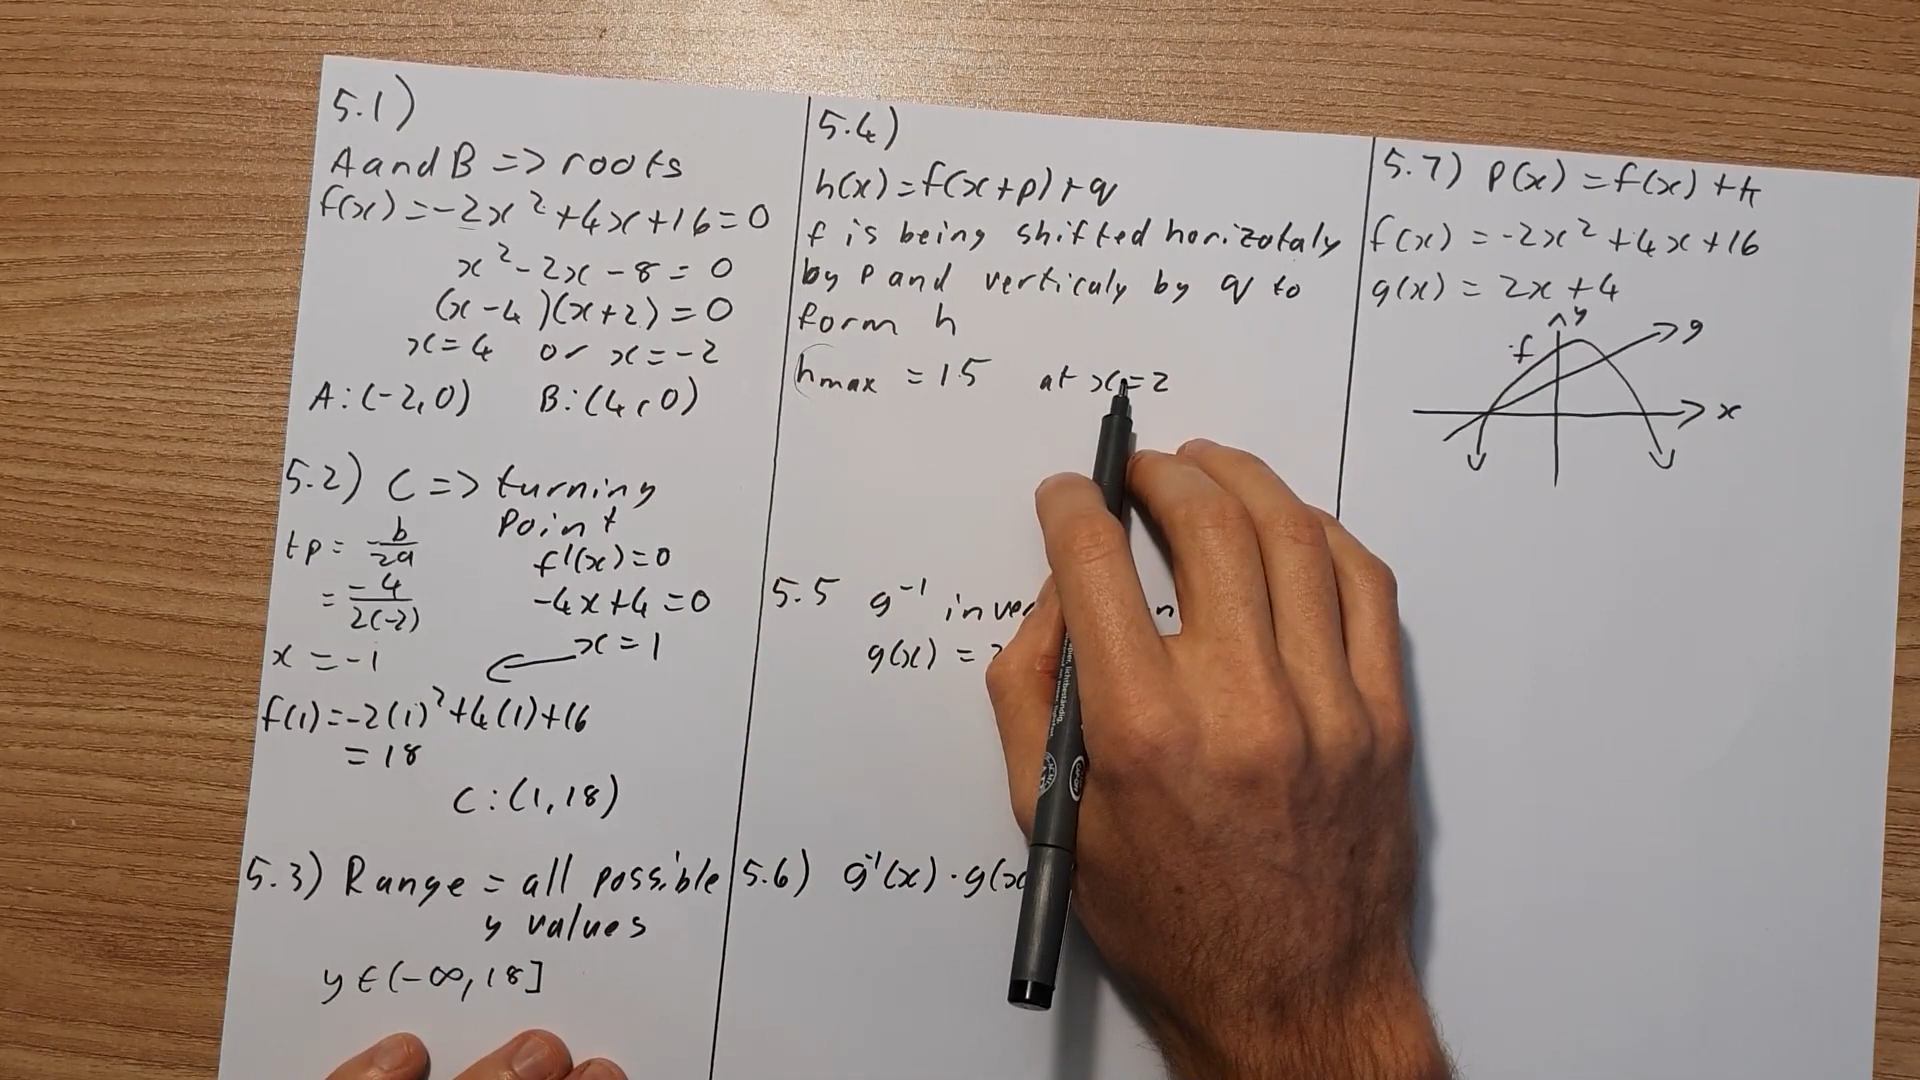 5.1)
A and B => roots
f(x) = -2x² + 4x + 16 = 0
x² - 2x - 8 = 0
(x - 4)(x + 2) = 0
x = 4 or x = -2
A: (-2, 0) B: (4, 0)
5.2) C => turning
Point
tp = -b/2a
= -4/2(-2)
x = -1
f'(x) = 0
-4x + 4 = 0
x = 1
f(1) = -2(1)² + 4(1) + 16
= 18
C: (1, 18)
5.3) Range = all possible
y values
y ∈ (-∞, 18]
5.4)
h(x) = f(x + p) + q
f is being shifted horizotaly
by p and verticuly by q to
form h
hmax = 15 at x = 2
5.5 g⁻¹
g(x) =
5.6) g⁻¹(x) · g(x
5.7) P(x) = f(x) + k
f(x) = -2x² + 4x + 16
g(x) = 2x + 4
y
g
f
x